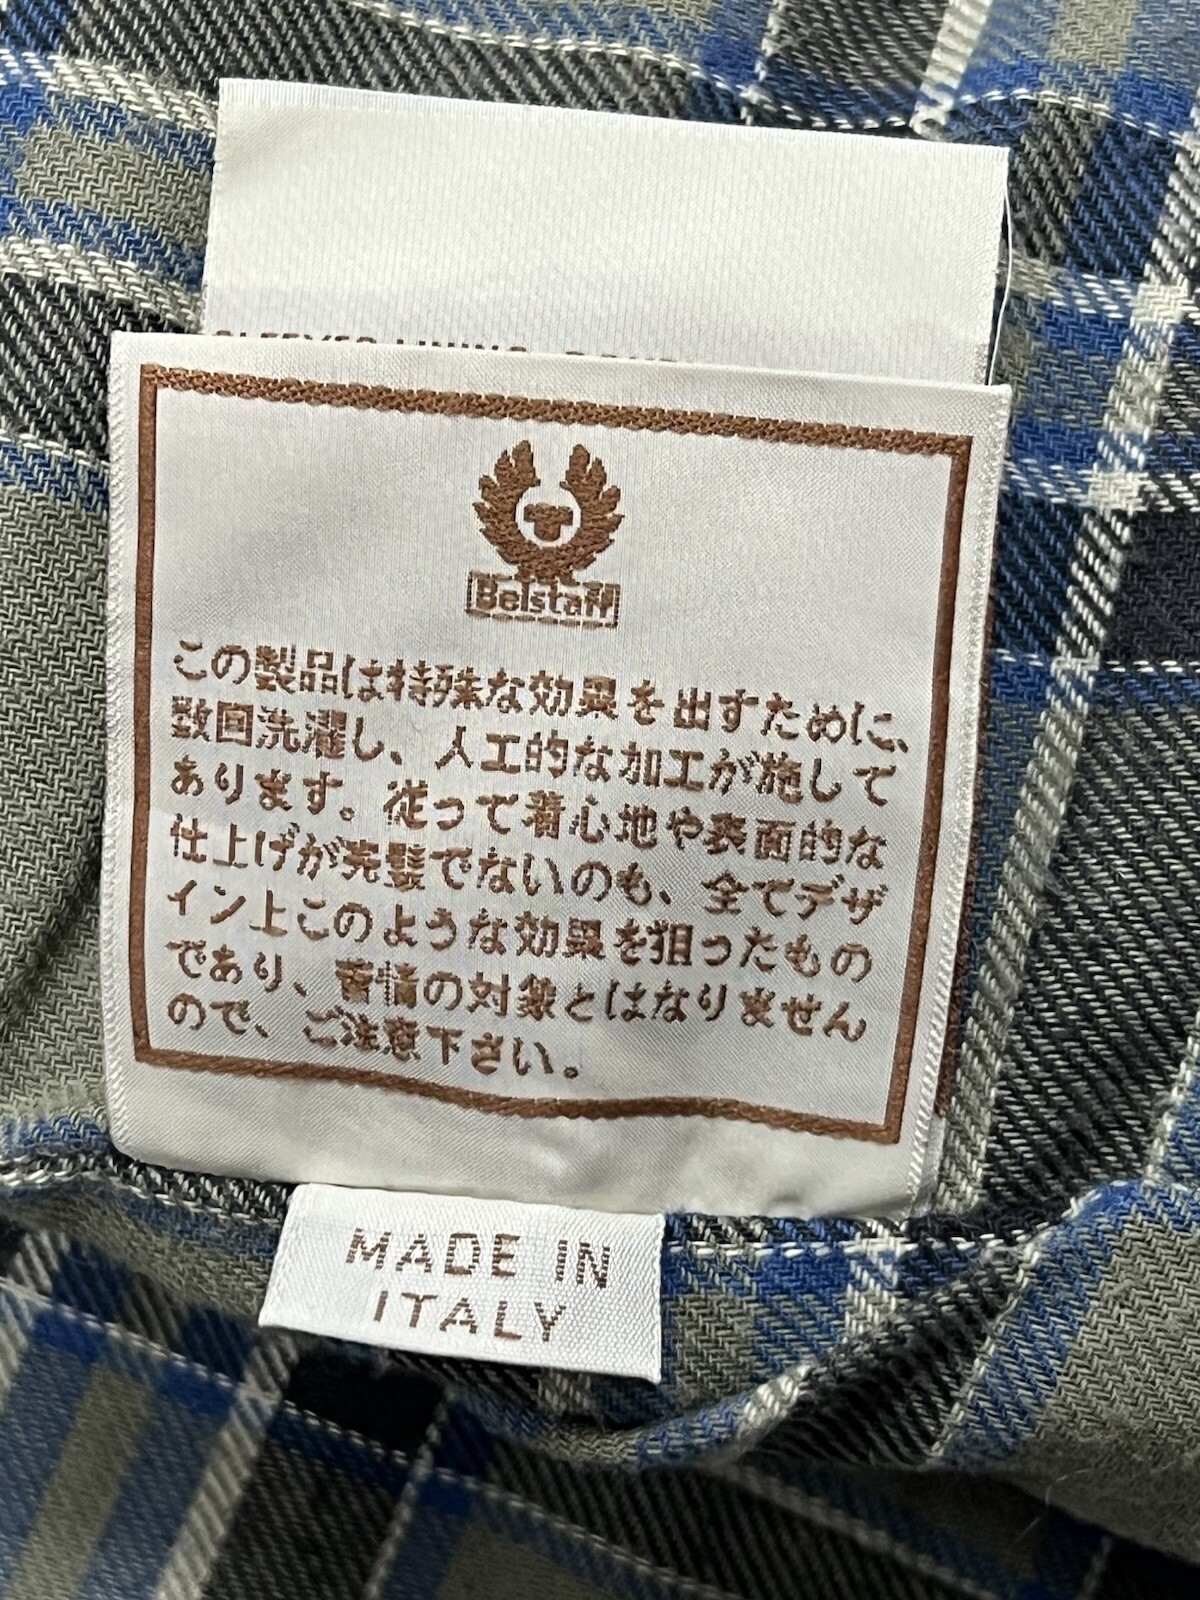 Belstaff
この製品は特殊な効果を出すために、
数回洗濯し、人工的な加工が施して
あります。従って着心地や表面的な
仕上げが完璧でないのも、全てデザ
イン上このような効果を狙ったもの
であり、苦情の対象とはなりません
ので、ご注意下さい。
MADE IN
ITALY